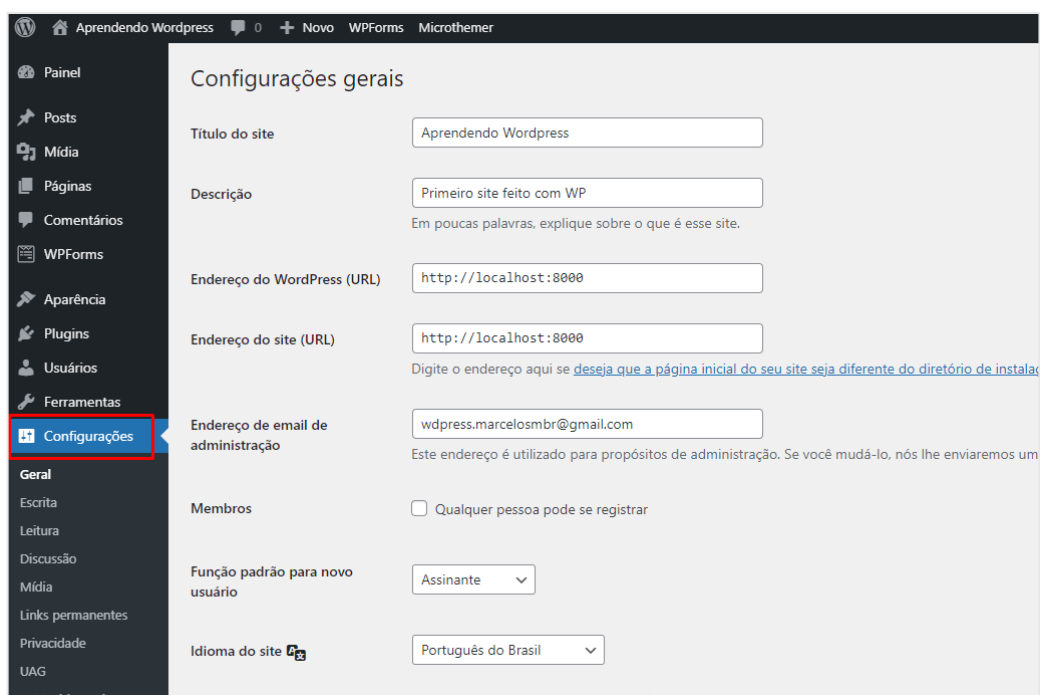 Aprendendo Wordpress 0 Novo WPForms Microthemer
Painel
Posts
Mídia
Páginas
Comentários
WPForms
Aparência
Plugins
Usuários
Ferramentas
Configurações
Geral
Escrita
Leitura
Discussão
Mídia
Links permanentes
Privacidade
UAG
Configurações gerais
Título do site
Aprendendo Wordpress
Descrição
Primeiro site feito com WP
Em poucas palavras, explique sobre o que é esse site.
Endereço do WordPress (URL)
http://localhost:8000
Endereço do site (URL)
http://localhost:8000
Digite o endereço aqui se deseja que a página inicial do seu site seja diferente do diretório de
Endereço de email de
administração
wdpress.marcelosmbr@gmail.com
Este endereço é utilizado para propósitos de administração. Se você mudá-lo, nós lhe enviaremos um
Membros
Qualquer pessoa pode se registrar
Função padrão para novo
usuário
Assinante
Idioma do site
Português do Brasil